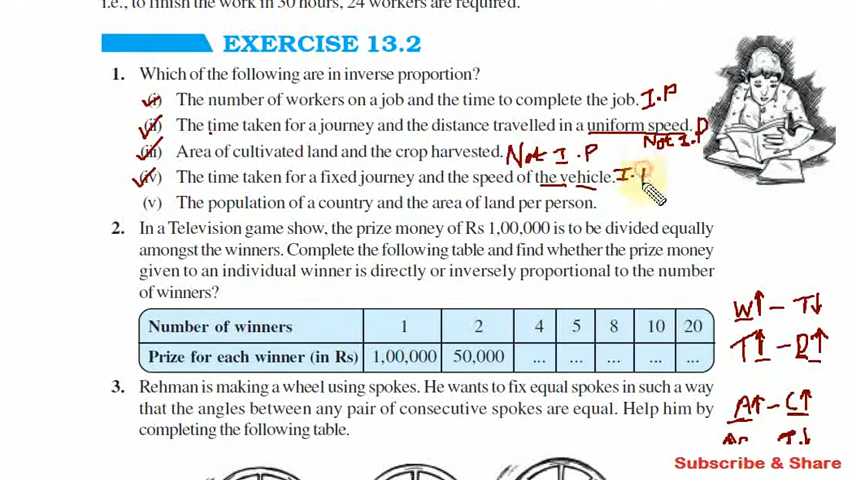 i.e., to finish the work in 30 hours, 24 workers are required.
EXERCISE 13.2
1. Which of the following are in inverse proportion?
(i) The number of workers on a job and the time to complete the job. I.P
(ii) The time taken for a journey and the distance travelled in a uniform speed. P
Not I.P
(iii) Area of cultivated land and the crop harvested. Not I.P
(iv) The time taken for a fixed journey and the speed of the vehicle. I.
(v) The population of a country and the area of land per person.
2. In a Television game show, the prize money of Rs 1,00,000 is to be divided equally
amongst the winners. Complete the following table and find whether the prize money
given to an individual winner is directly or inversely proportional to the number
of winners?
Number of winners 1 2 4 5 8 10 20
Prize for each winner (in Rs) 1,00,000 50,000 ... ... ... ... ...
W↑ - T↓
T↑ - D↑
3. Rehman is making a wheel using spokes. He wants to fix equal spokes in such a way
that the angles between any pair of consecutive spokes are equal. Help him by
completing the following table.
A↑ - C↑
Subscribe & Share